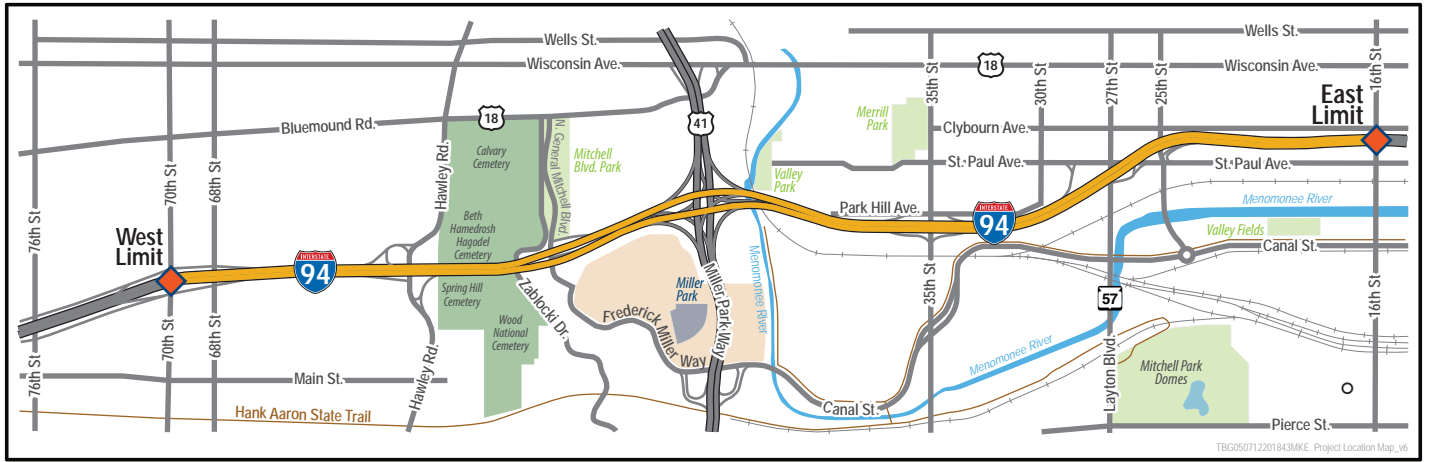 Wells St.
Wells St.
Wisconsin Ave.
18
Wisconsin Ave.
35th St
30th St
27th St
25th St
16th St
East
Limit
Bluemound Rd.
18
41
Merrill
Park
Clybourn Ave.
Hawley Rd.
Calvary
Cemetery
N. General Mitchell Blvd.
Mitchell
Blvd. Park
Valley
Park
St. Paul Ave.
St. Paul Ave.
70th St
68th St
76th St
Beth
Hamedrosh
Hagodel
Cemetery
Park Hill Ave.
INTERSTATE
94
Menomonee River
Valley Fields
Canal St.
West
Limit
INTERSTATE
94
Spring Hill
Cemetery
Zablocki Dr.
Miller
Park
Miller Park Way
Menomonee River
35th St
57
16th St
Frederick Miller Way
Wood
National
Cemetery
70th St
68th St
76th St
Main St.
Hawley Rd.
Menomonee River
Layton Blvd.
Mitchell Park
Domes
Hank Aaron State Trail
Canal St.
Pierce St.
TBG050712201843MKE Project Location Map_v6